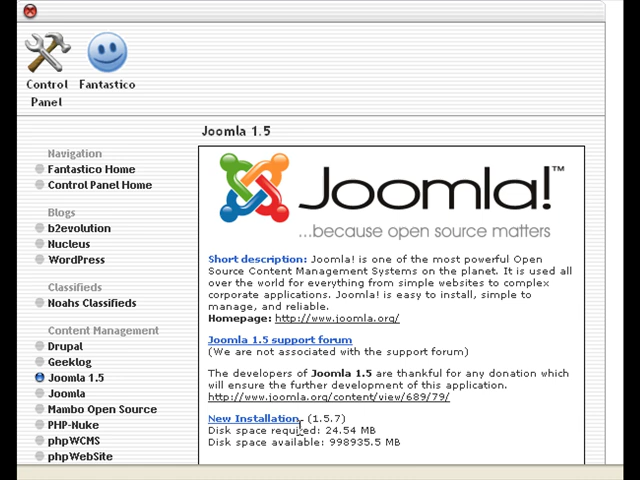 Control
Panel
Fantastico
Navigation
Fantastico Home
Control Panel Home
Blogs
b2evolution
Nucleus
WordPress
Classifieds
Noahs Classifieds
Content Management
Drupal
Geeklog
Joomla 1.5
Joomla
Mambo Open Source
PHP-Nuke
phpWCMS
phpWebSite
Joomla 1.5
Joomla!™
...because open source matters
Short description: Joomla! is one of the most powerful Open
Source Content Management Systems on the planet. It is used all
over the world for everything from simple websites to complex
corporate applications. Joomla! is easy to install, simple to
manage, and reliable.
Homepage: http://www.joomla.org/
Joomla 1.5 support forum
(We are not associated with the support forum)
The developers of Joomla 1.5 are thankful for any donation which
will ensure the further development of this application.
http://www.joomla.org/content/view/689/79/
New Installation (1.5.7)
Disk space required: 24.54 MB
Disk space available: 998935.5 MB